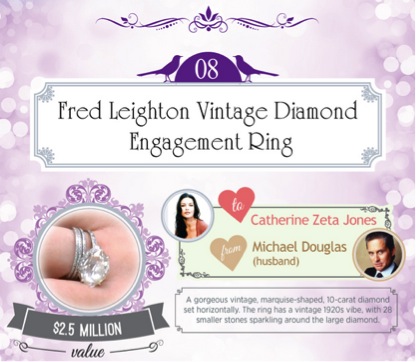 08
Fred Leighton Vintage Diamond
Engagement Ring
to
Catherine Zeta Jones
from
Michael Douglas
(husband)
$2.5 MILLION
value
A gorgeous vintage, marquise-shaped, 10-carat diamond
set horizontally. The ring has a vintage 1920s vibe, with 28
smaller stones sparkling around the large diamond.